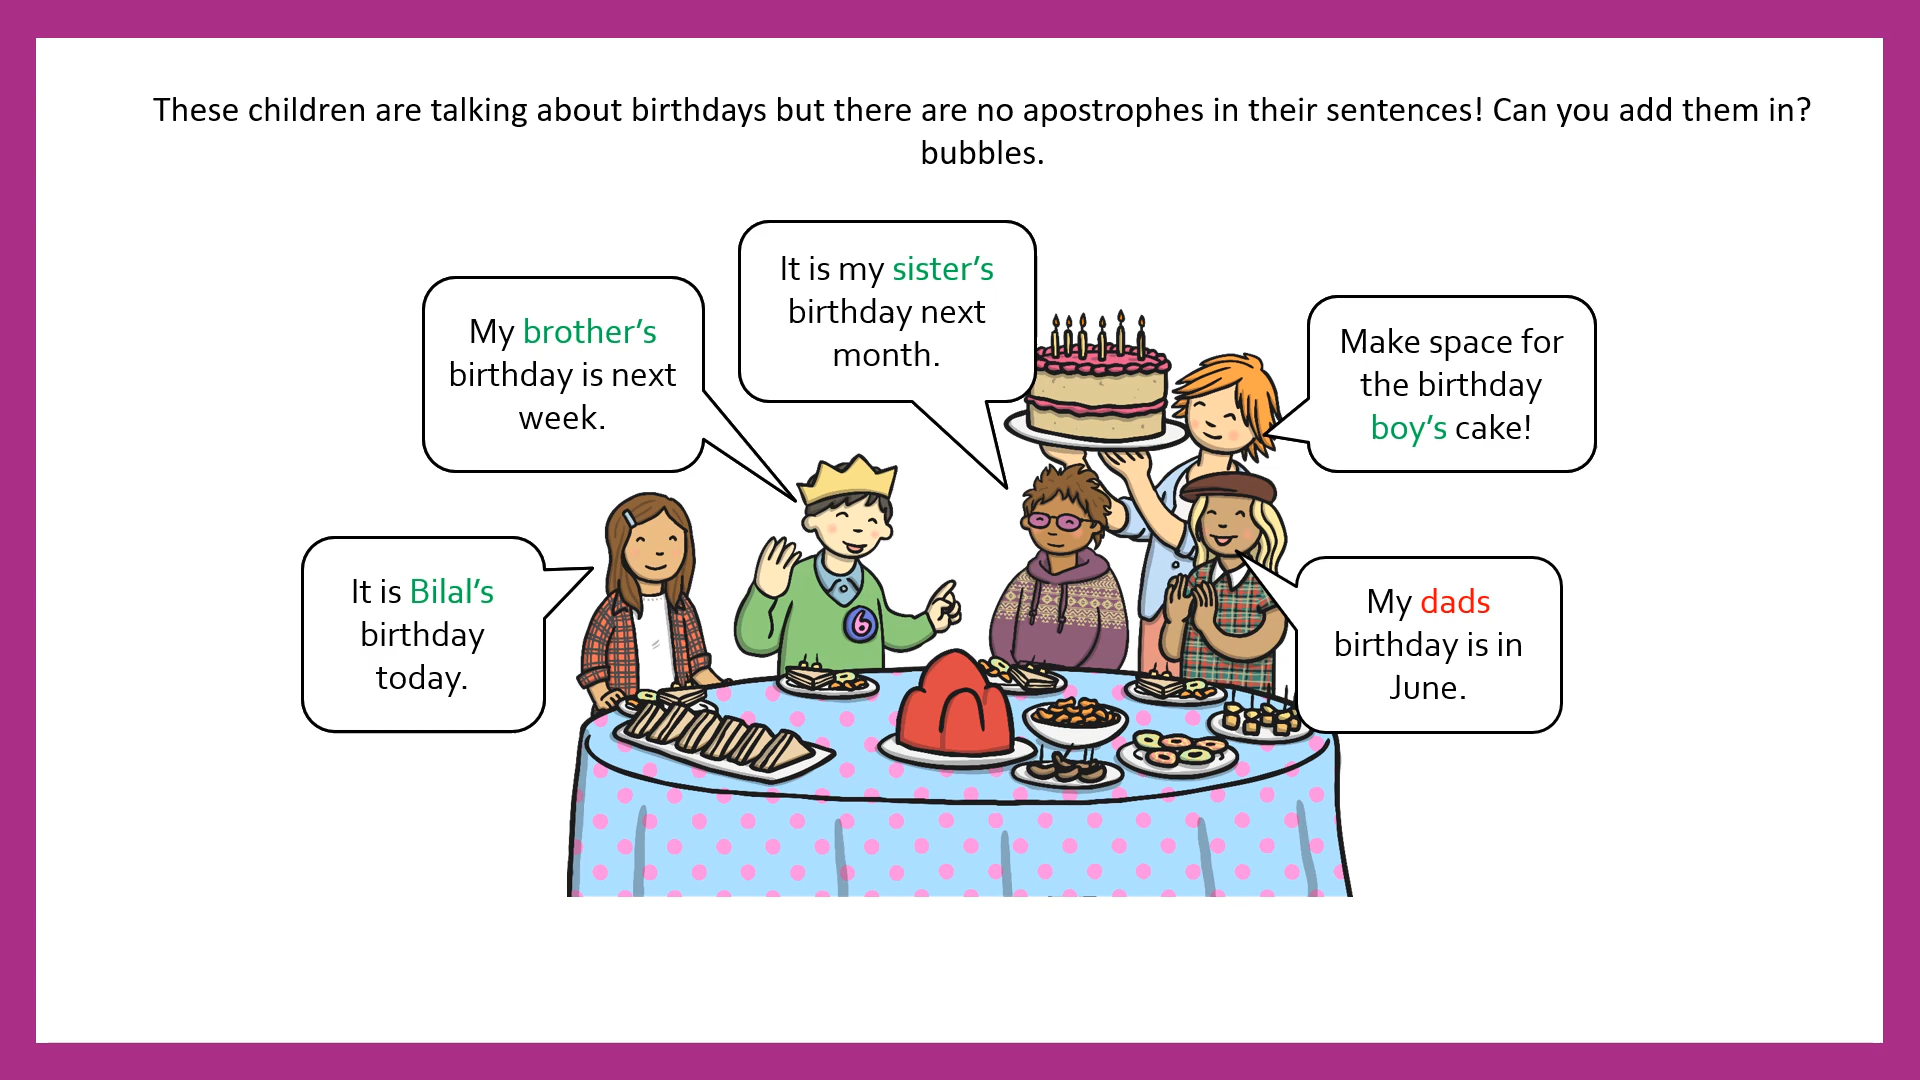 These children are talking about birthdays but there are no apostrophes in their sentences! Can you add them in?
bubbles.
It is my sister’s
birthday next
month.
My brother’s
birthday is next
week.
Make space for
the birthday
boy’s cake!
It is Bilal’s
birthday
today.
My dads
birthday is in
June.
6